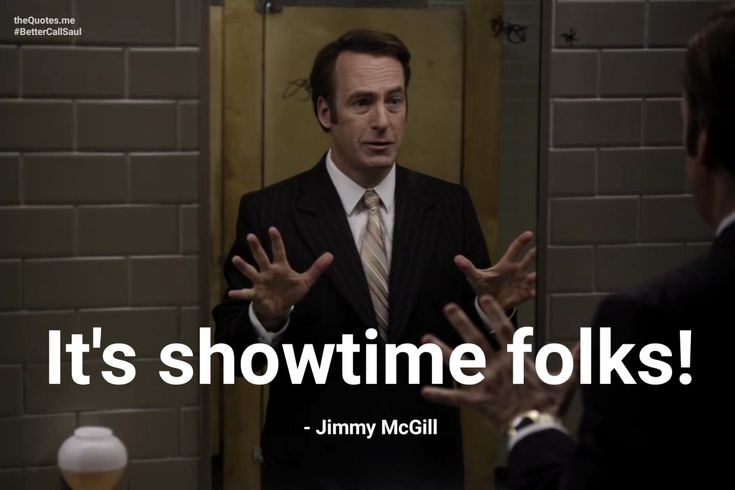 theQuotes.me
#BetterCallSaul
It's showtime folks!
- Jimmy McGill